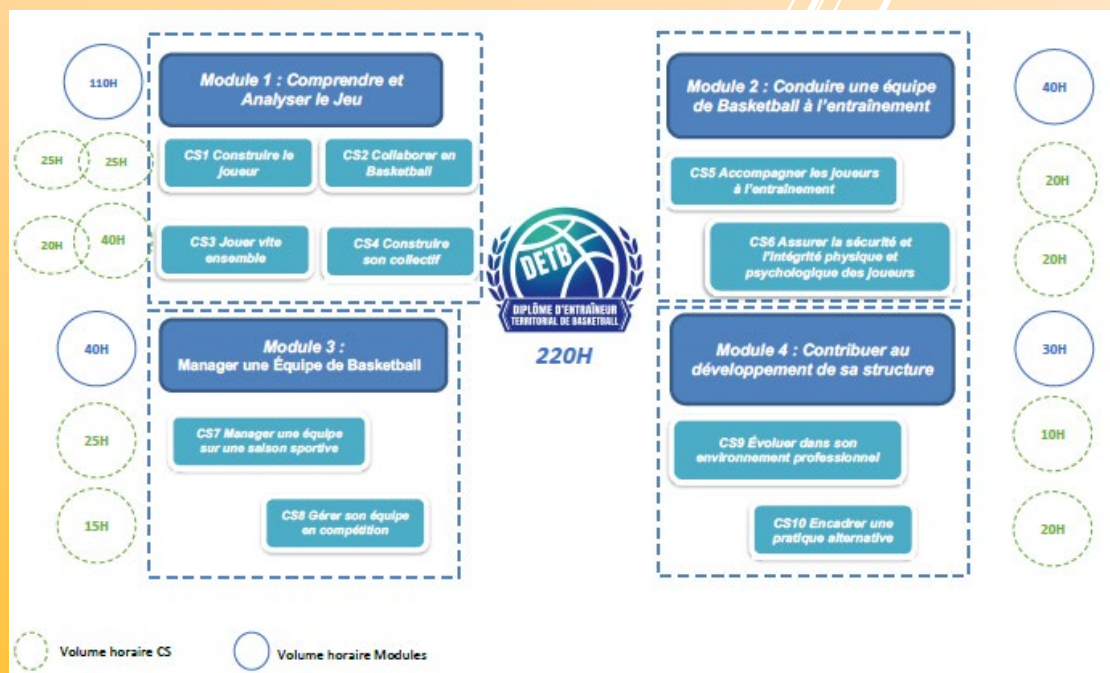 110H
Module 1 : Comprendre et
Analyser le Jeu
25H
25H
CS1 Construire le
joueur
CS2 Collaborer en
Basketball
20H
40H
CS3 Jouer vite
ensemble
CS4 Construire
son collectif
Module 2 : Conduire une équipe
de Basketball à l'entraînement
40H
CS5 Accompagner les joueurs
à l'entraînement
20H
CS6 Assurer la sécurité et
l'intégrité physique et
psychologique des joueurs
20H
DETB
DIPLÔME D'ENTRAÎNEUR
TERRITORIAL DE BASKETBALL
220H
40H
Module 3 :
Manager une Équipe de Basketball
25H
CS7 Manager une équipe
sur une saison sportive
15H
CS8 Gérer son équipe
en compétition
Module 4 : Contribuer au
développement de sa structure
30H
CS9 Évoluer dans son
environnement professionnel
10H
CS10 Encadrer une
pratique alternative
20H
Volume horaire CS
Volume horaire Modules